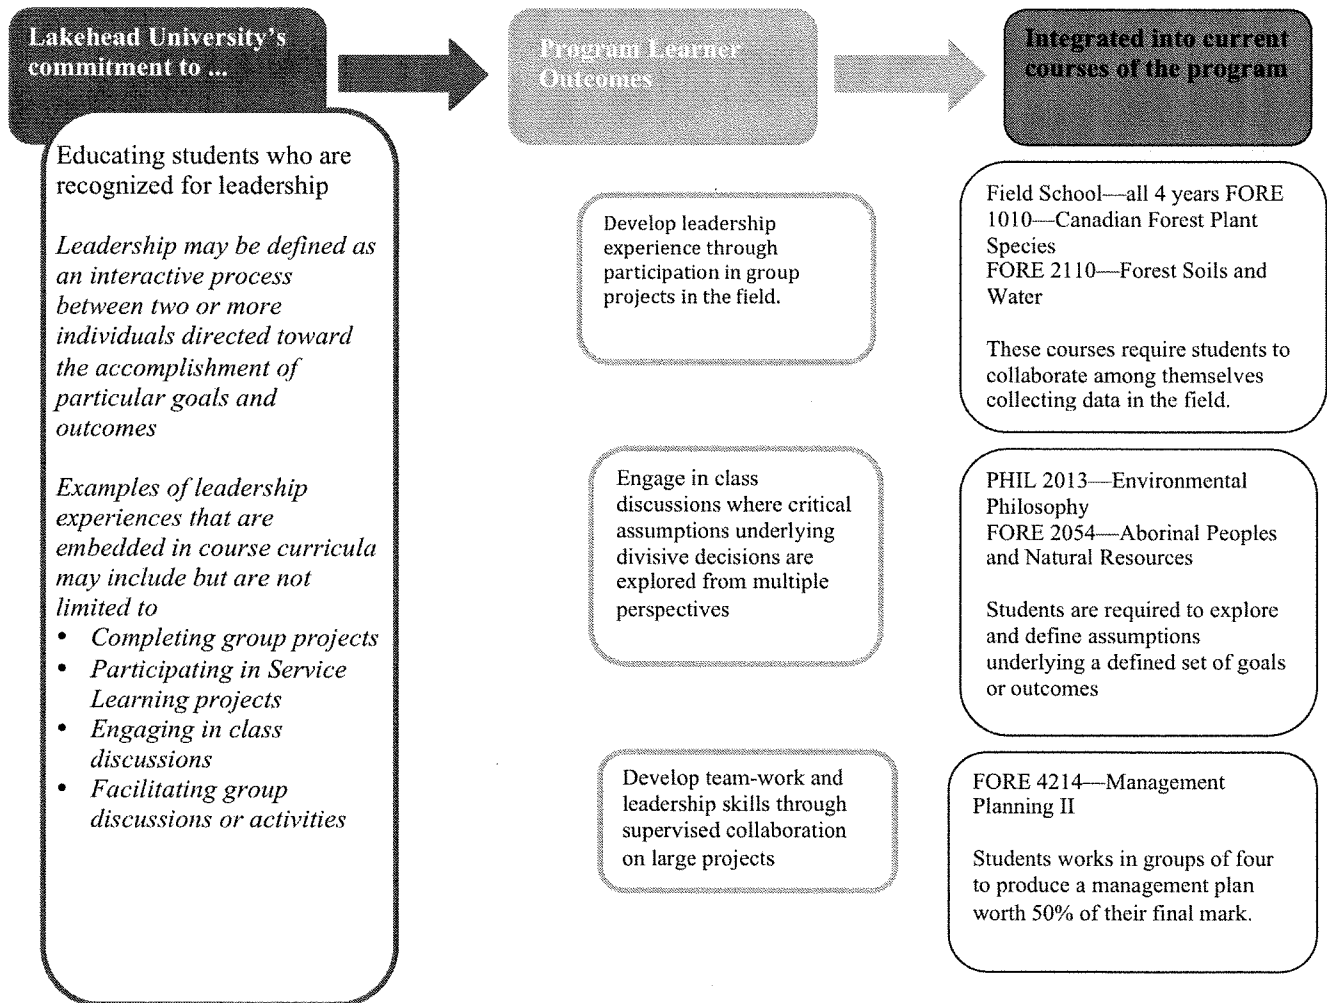 Lakehead University's
commitment to ...
Program Learner
Outcomes
Integrated into current
courses of the program
Educating students who are
recognized for leadership
Leadership may be defined as
an interactive process
between two or more
individuals directed toward
the accomplishment of
particular goals and
outcomes
Examples of leadership
experiences that are
embedded in course curricula
may include but are not
limited to
• Completing group projects
• Participating in Service
Learning projects
• Engaging in class
discussions
• Facilitating group
discussions or activities
Develop leadership
experience through
participation in group
projects in the field.
Engage in class
discussions where critical
assumptions underlying
divisive decisions are
explored from multiple
perspectives
Develop team-work and
leadership skills through
supervised collaboration
on large projects
Field School—all 4 years FORE
1010—Canadian Forest Plant
Species
FORE 2110—Forest Soils and
Water
These courses require students to
collaborate among themselves
collecting data in the field.
PHIL 2013—Environmental
Philosophy
FORE 2054—Aborinal Peoples
and Natural Resources
Students are required to explore
and define assumptions
underlying a defined set of goals
or outcomes
FORE 4214—Management
Planning II
Students works in groups of four
to produce a management plan
worth 50% of their final mark.